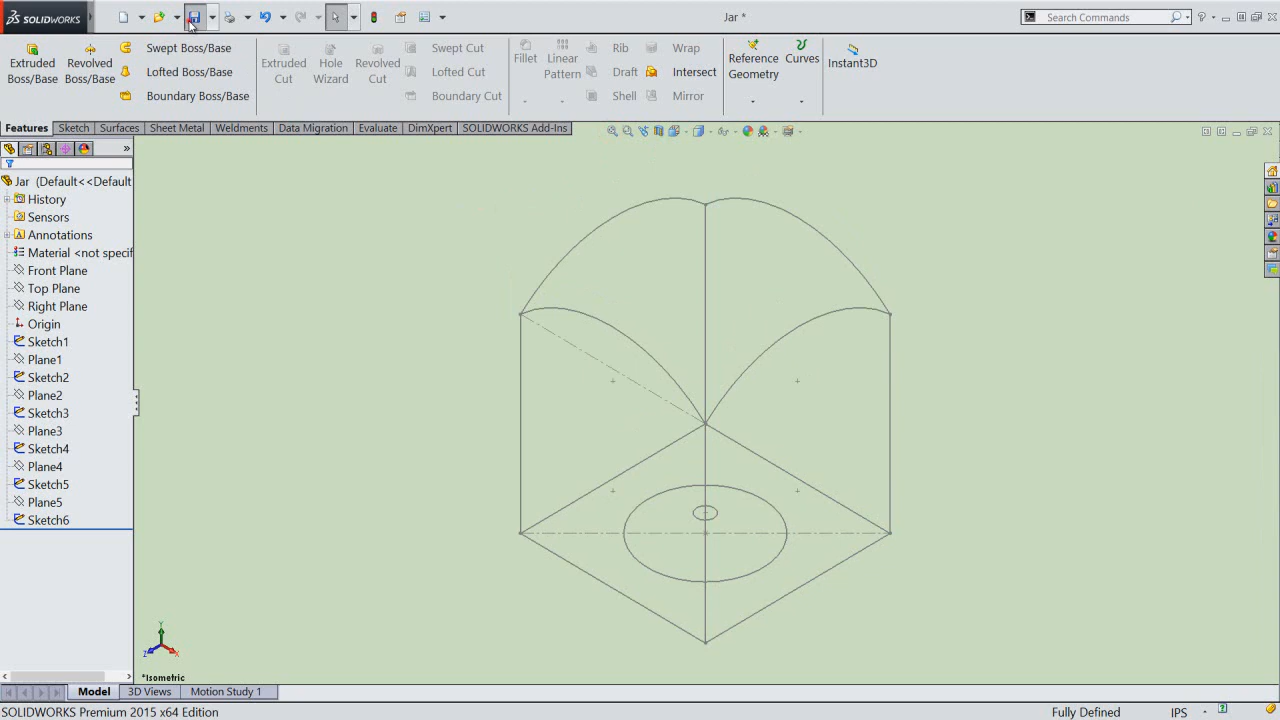 SOLIDWORKS
Jar *
Search Commands
Extruded Boss/Base
Revolved Boss/Base
Swept Boss/Base
Lofted Boss/Base
Boundary Boss/Base
Extruded Cut
Hole Wizard
Revolved Cut
Swept Cut
Lofted Cut
Boundary Cut
Fillet
Linear Pattern
Rib
Draft
Shell
Wrap
Intersect
Mirror
Reference Geometry
Curves
Instant3D
Features
Sketch
Surfaces
Sheet Metal
Weldments
Data Migration
Evaluate
DimXpert
SOLIDWORKS Add-Ins
Jar (Default<<Default
History
Sensors
Annotations
Material <not specif
Front Plane
Top Plane
Right Plane
Origin
Sketch1
Plane1
Sketch2
Plane2
Sketch3
Plane3
Sketch4
Plane4
Sketch5
Plane5
Sketch6
Y
Z
X
*Isometric
Model
3D Views
Motion Study 1
SOLIDWORKS Premium 2015 x64 Edition
Fully Defined
IPS